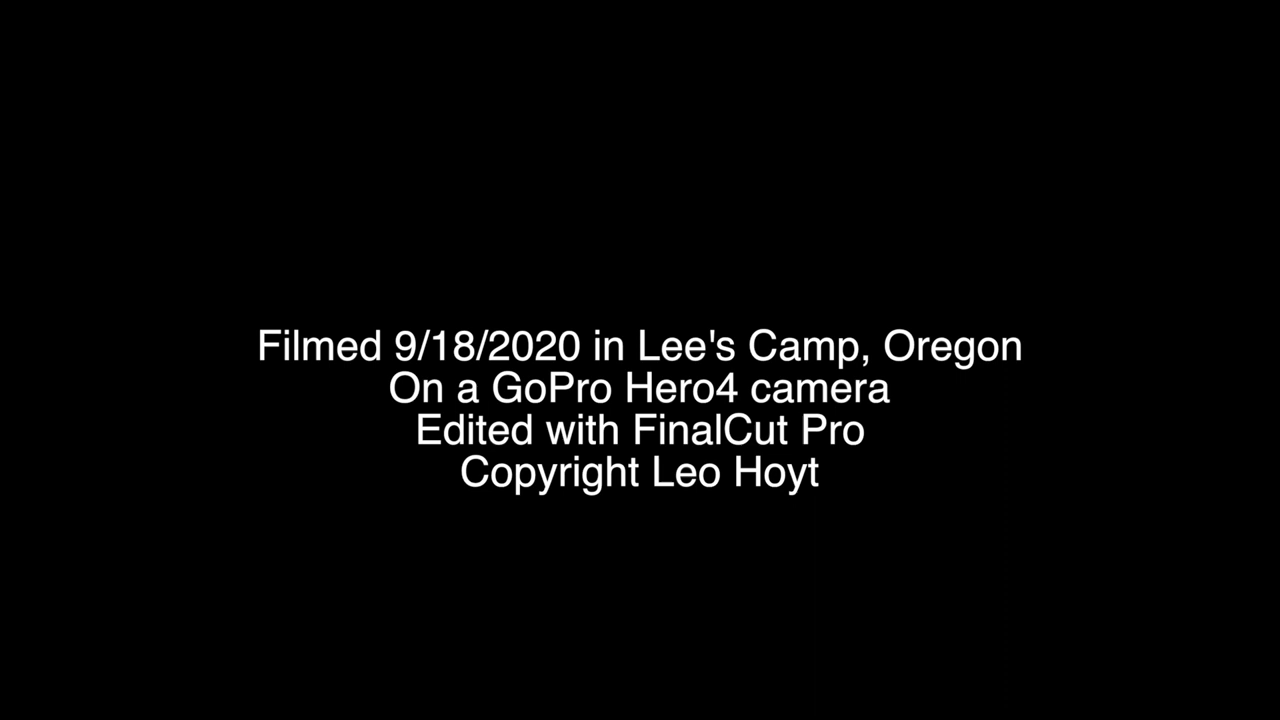 Filmed 9/18/2020 in Lee's Camp, Oregon
On a GoPro Hero4 camera
Edited with FinalCut Pro
Copyright Leo Hoyt